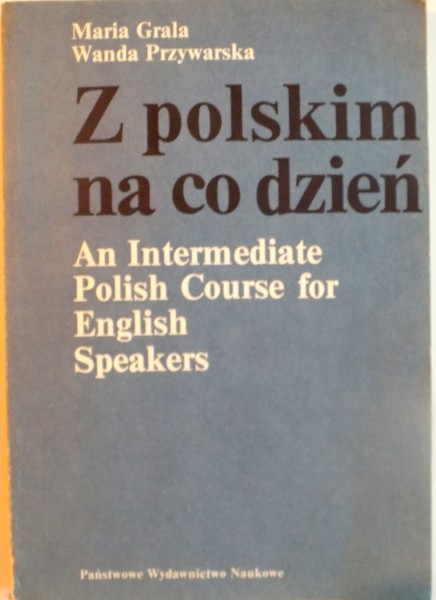 Maria Grala
Wanda Przywarska
Z polskim
na co dzień
An Intermediate
Polish Course for
English
Speakers
Państwowe Wydawnictwo Naukowe